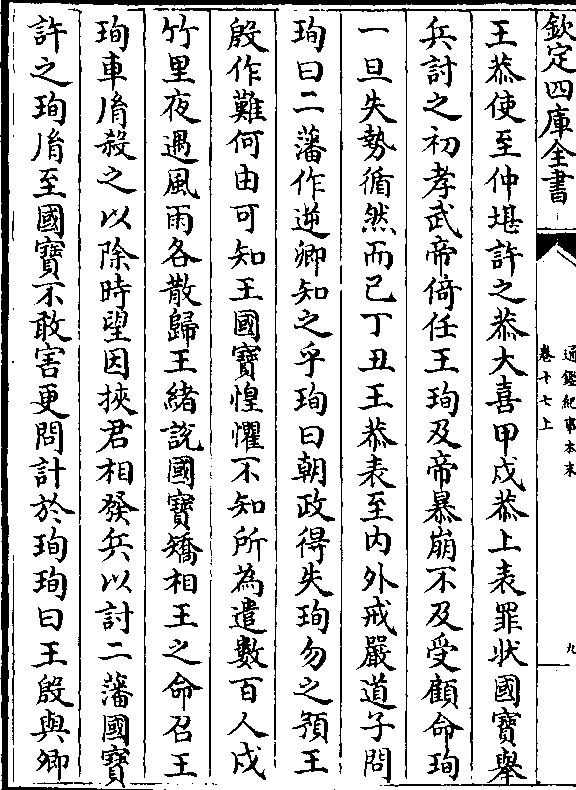 欽定四庫全書
通鑑紀事本末
卷十七上
九
王恭使至仲堪許之恭大喜甲戌恭上表罪狀國寶舉
兵討之初孝武帝倚任王珣及帝暴崩不及受顧命珣
一旦失勢循然而已丁丑王恭表至内外戒嚴道子問
珣曰二藩作逆卿知之乎珣曰朝政得失珣勿之預王
殷作難何由可知王國寶惶懼不知所為遣數百人戍
竹里夜遇風雨各散歸王緒說國寶矯相王之命召王
珣車㣧殺之以除時望因挾君相發兵以討二藩國寶
許之珣㣧至國寶不敢害更問計於珣珣曰王殷與卿